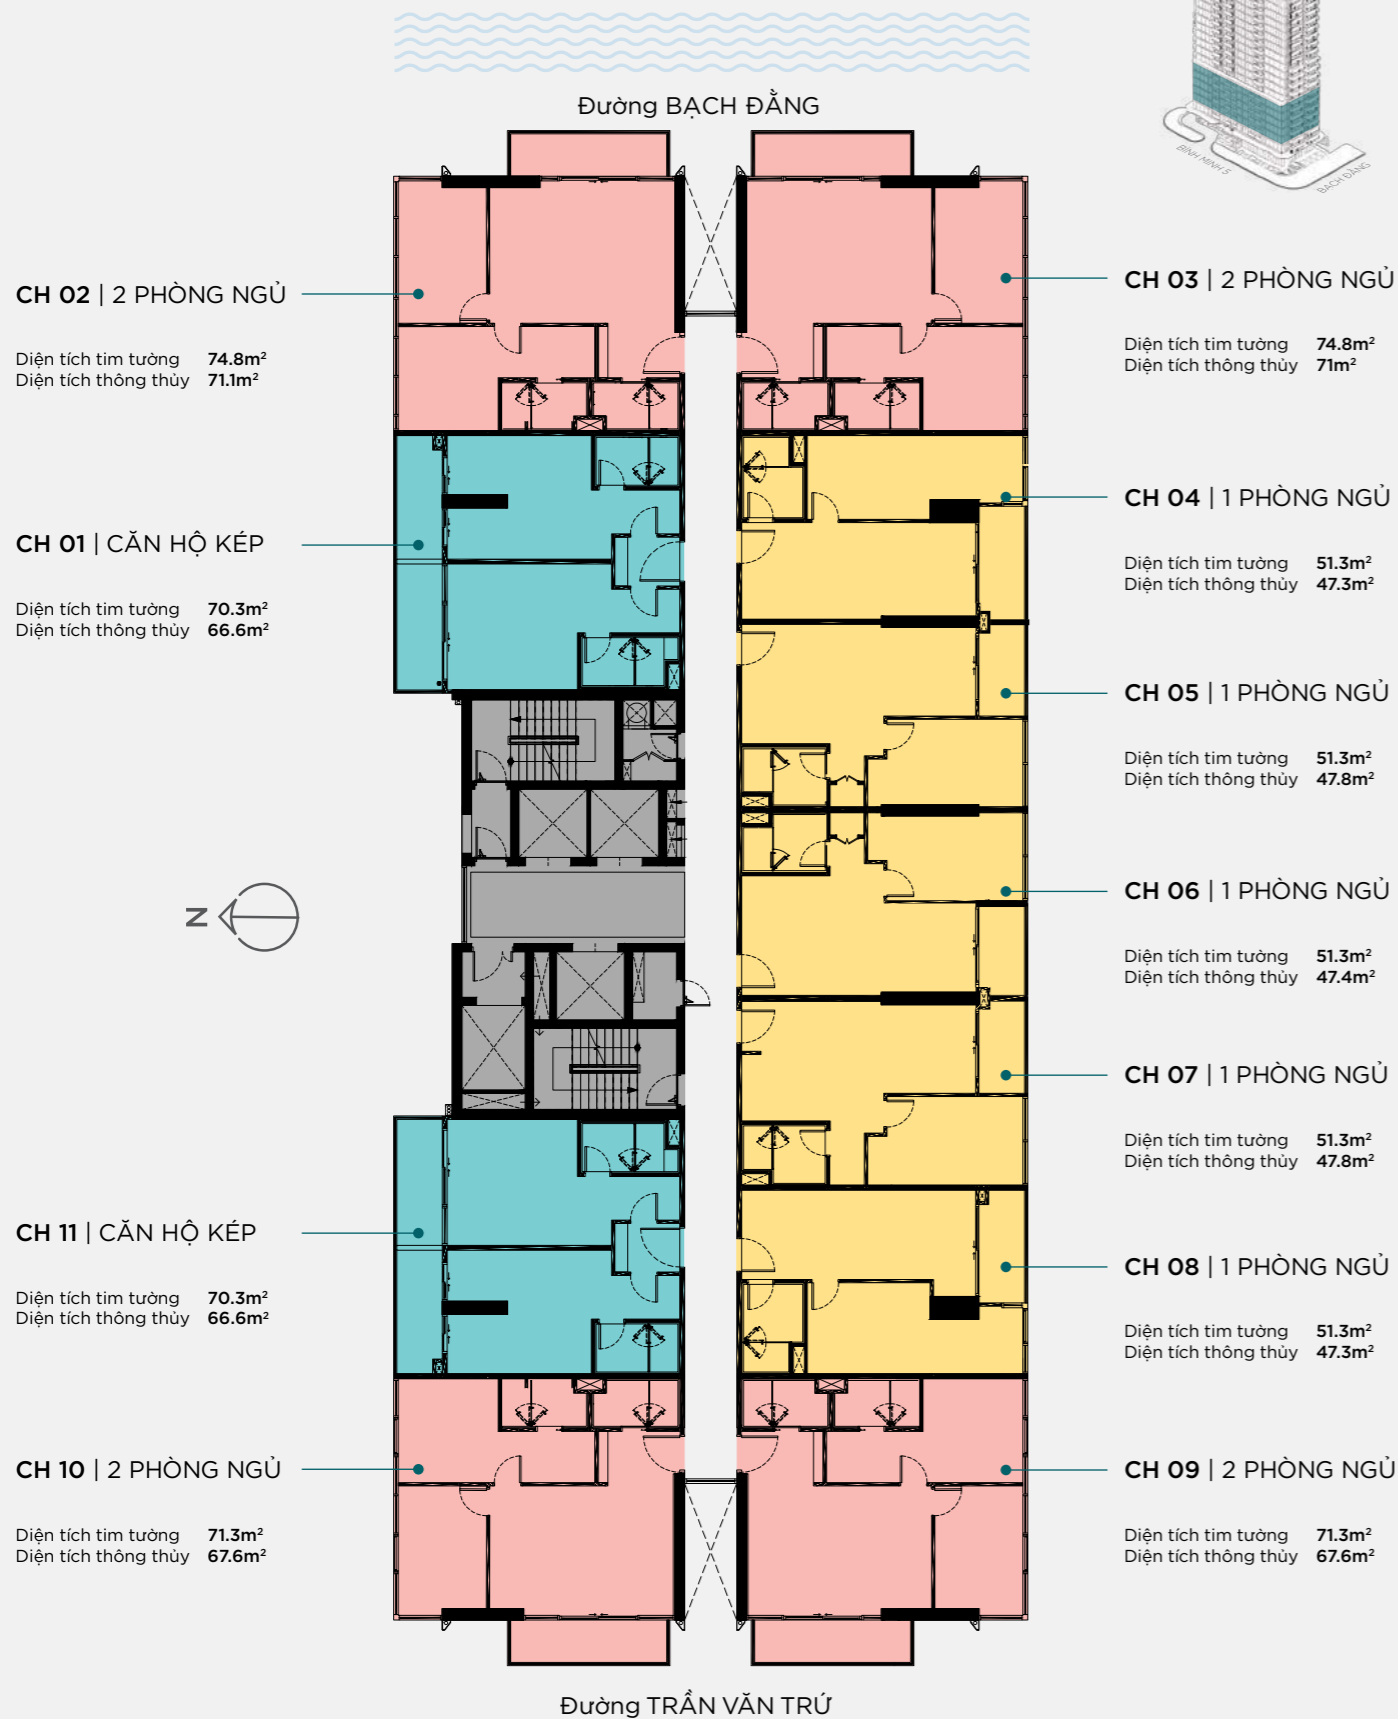 Đường BẠCH ĐẰNG
BÌNH MINH 5
BẠCH ĐẰNG
CH 02 | 2 PHÒNG NGỦ
Diện tích tim tường 74.8m²
Diện tích thông thủy 71.1m²
CH 03 | 2 PHÒNG NGỦ
Diện tích tim tường 74.8m²
Diện tích thông thủy 71m²
CH 01 | CĂN HỘ KÉP
Diện tích tim tường 70.3m²
Diện tích thông thủy 66.6m²
CH 04 | 1 PHÒNG NGỦ
Diện tích tim tường 51.3m²
Diện tích thông thủy 47.3m²
CH 05 | 1 PHÒNG NGỦ
Diện tích tim tường 51.3m²
Diện tích thông thủy 47.8m²
N
CH 06 | 1 PHÒNG NGỦ
Diện tích tim tường 51.3m²
Diện tích thông thủy 47.4m²
CH 07 | 1 PHÒNG NGỦ
Diện tích tim tường 51.3m²
Diện tích thông thủy 47.8m²
CH 11 | CĂN HỘ KÉP
Diện tích tim tường 70.3m²
Diện tích thông thủy 66.6m²
CH 08 | 1 PHÒNG NGỦ
Diện tích tim tường 51.3m²
Diện tích thông thủy 47.3m²
CH 10 | 2 PHÒNG NGỦ
Diện tích tim tường 71.3m²
Diện tích thông thủy 67.6m²
CH 09 | 2 PHÒNG NGỦ
Diện tích tim tường 71.3m²
Diện tích thông thủy 67.6m²
Đường TRẦN VĂN TRỨ